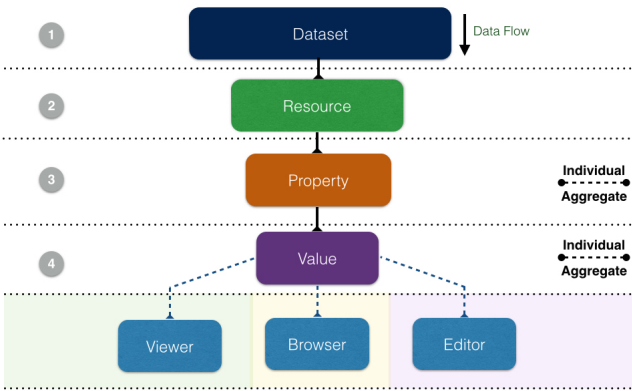 1
Dataset
Data Flow
2
Resource
3
Property
Individual
Aggregate
4
Value
Individual
Aggregate
Viewer
Browser
Editor